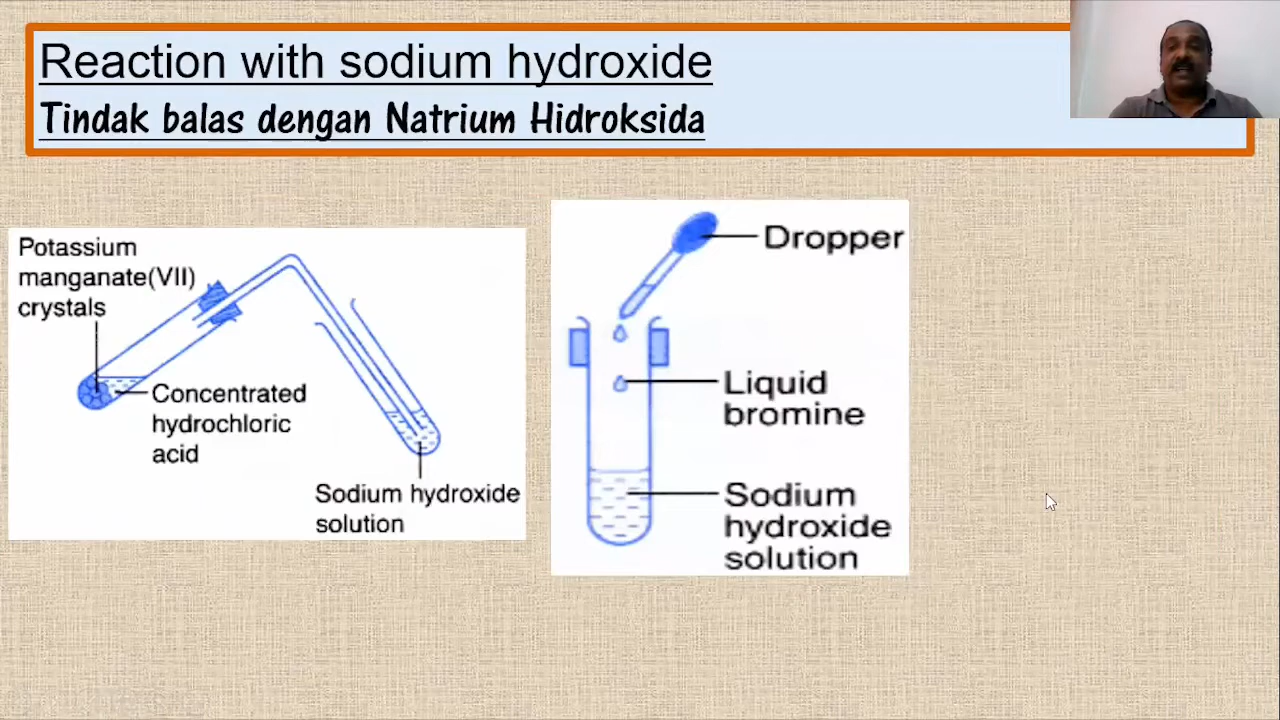 Reaction with sodium hydroxide
Tindak balas dengan Natrium Hidroksida
Potassium
manganate(VII)
crystals
Concentrated
hydrochloric
acid
Sodium hydroxide
solution
Dropper
Liquid
bromine
Sodium
hydroxide
solution